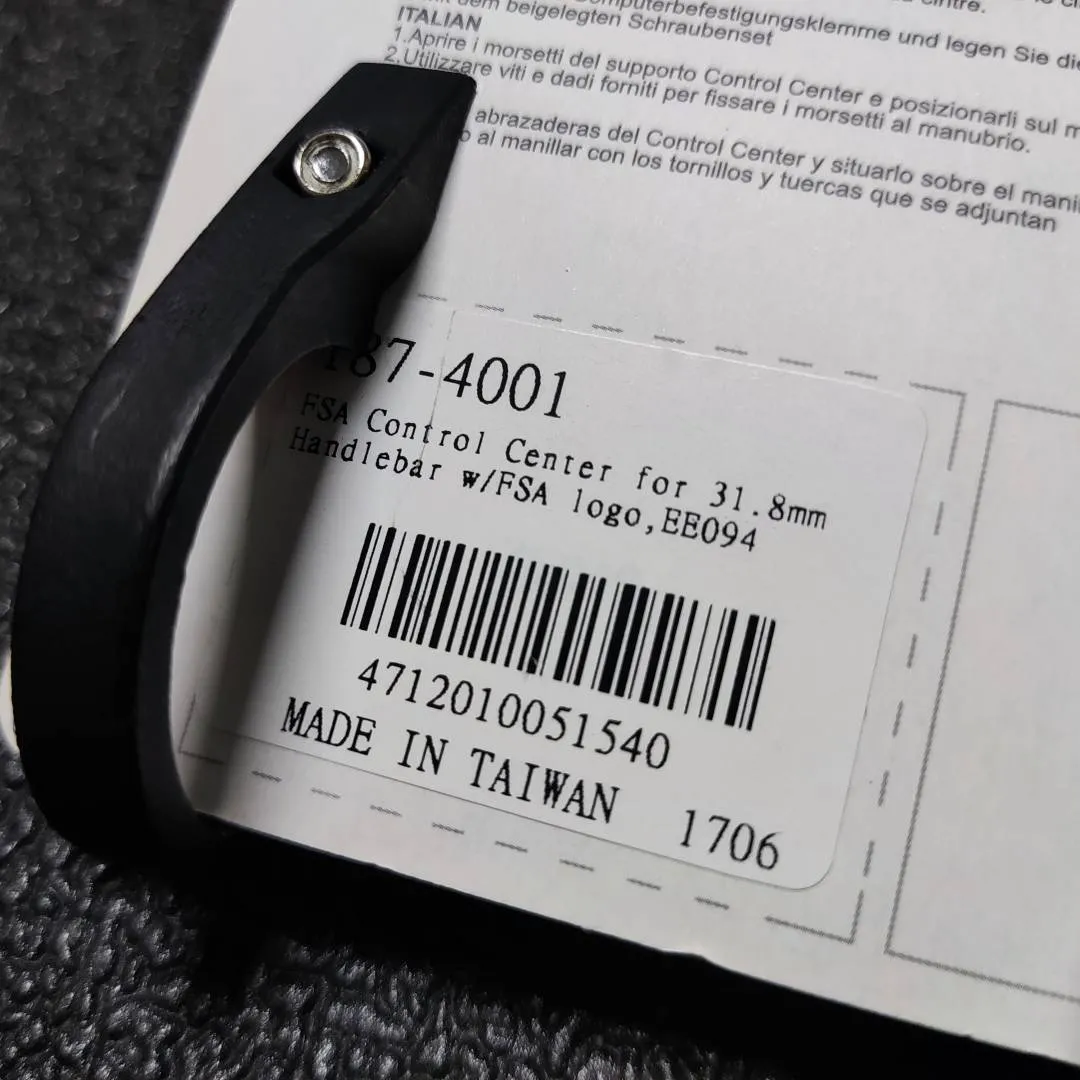 Computerbefestigungsklemme und legen Sie die
dem beigelegten Schraubenset
ITALIAN
1.Aprire i morsetti del supporto Control Center e posizionarli sul m
2.Utilizzare viti e dadi forniti per fissare i morsetti al manubrio.
abrazaderas del Control Center y situarlo sobre el manil
al manillar con los tornillos y tuercas que se adjuntan
187-4001
FSA Control Center for 31.8mm
Handlebar w/FSA logo,EE094
4712010051540
MADE IN TAIWAN 1706